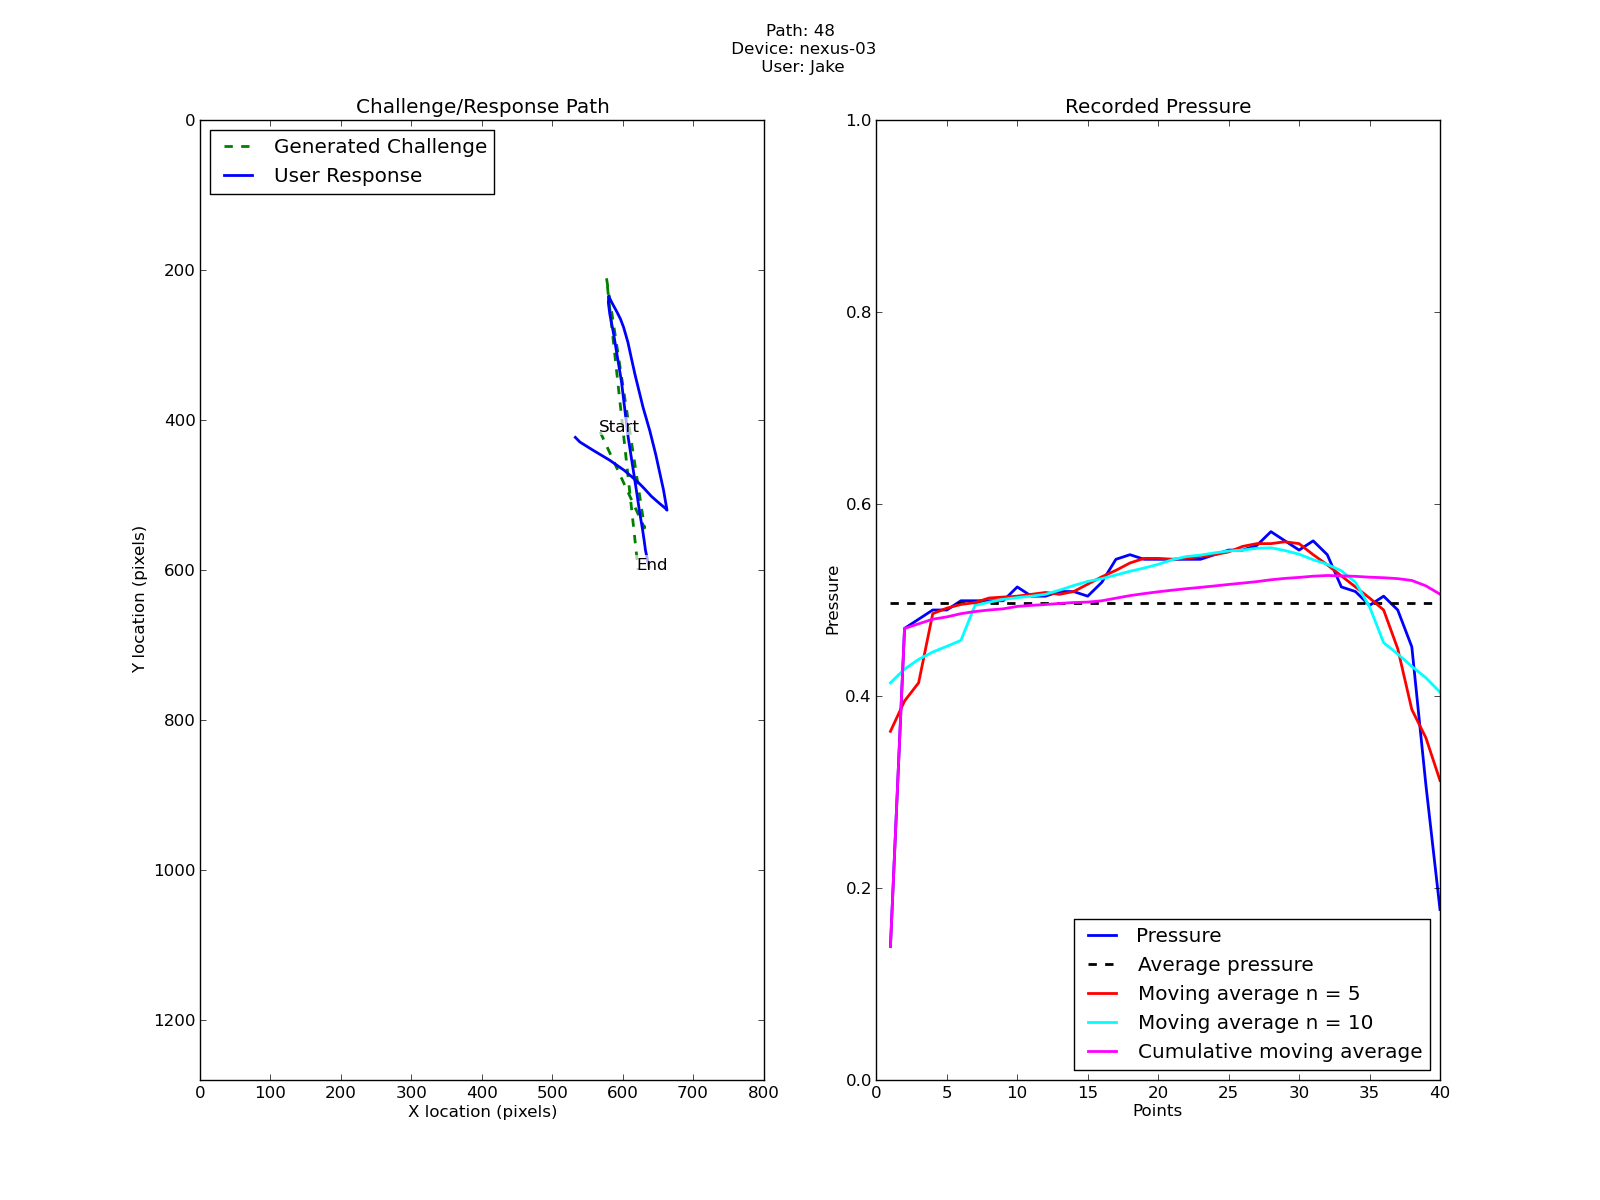 Path: 48
Device: nexus-03
User: Jake
Challenge/Response Path
Generated Challenge
User Response
0
200
400
600
800
1000
1200
Y location (pixels)
Start
End
0 100 200 300 400 500 600 700 800
X location (pixels)
Recorded Pressure
1.0
0.8
0.6
0.4
0.2
0.0
Pressure
Pressure
Average pressure
Moving average n = 5
Moving average n = 10
Cumulative moving average
0 5 10 15 20 25 30 35 40
Points